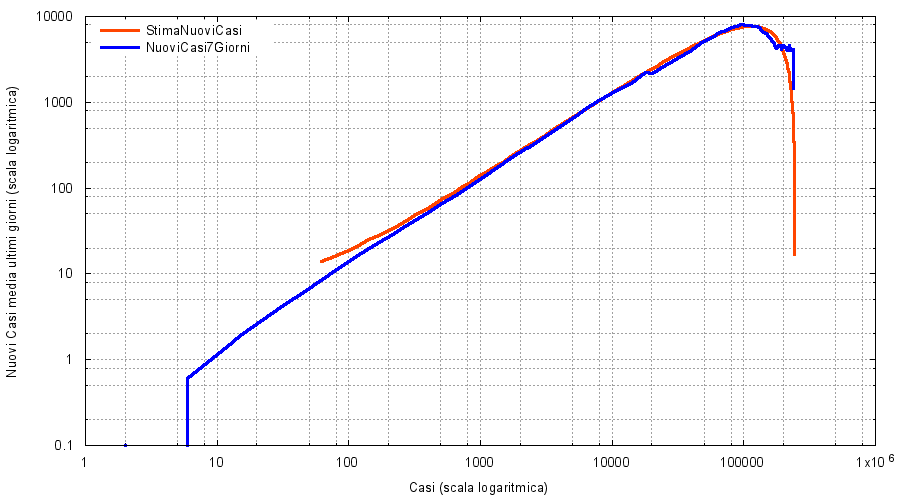 10000
1000
100
10
1
0.1
StimaNuoviCasi
NuoviCasi7Giorni
Nuovi Casi media ultimi giorni (scala logaritmica)
1 10 100 1000 10000 100000 1x10 6
Casi (scala logaritmica)